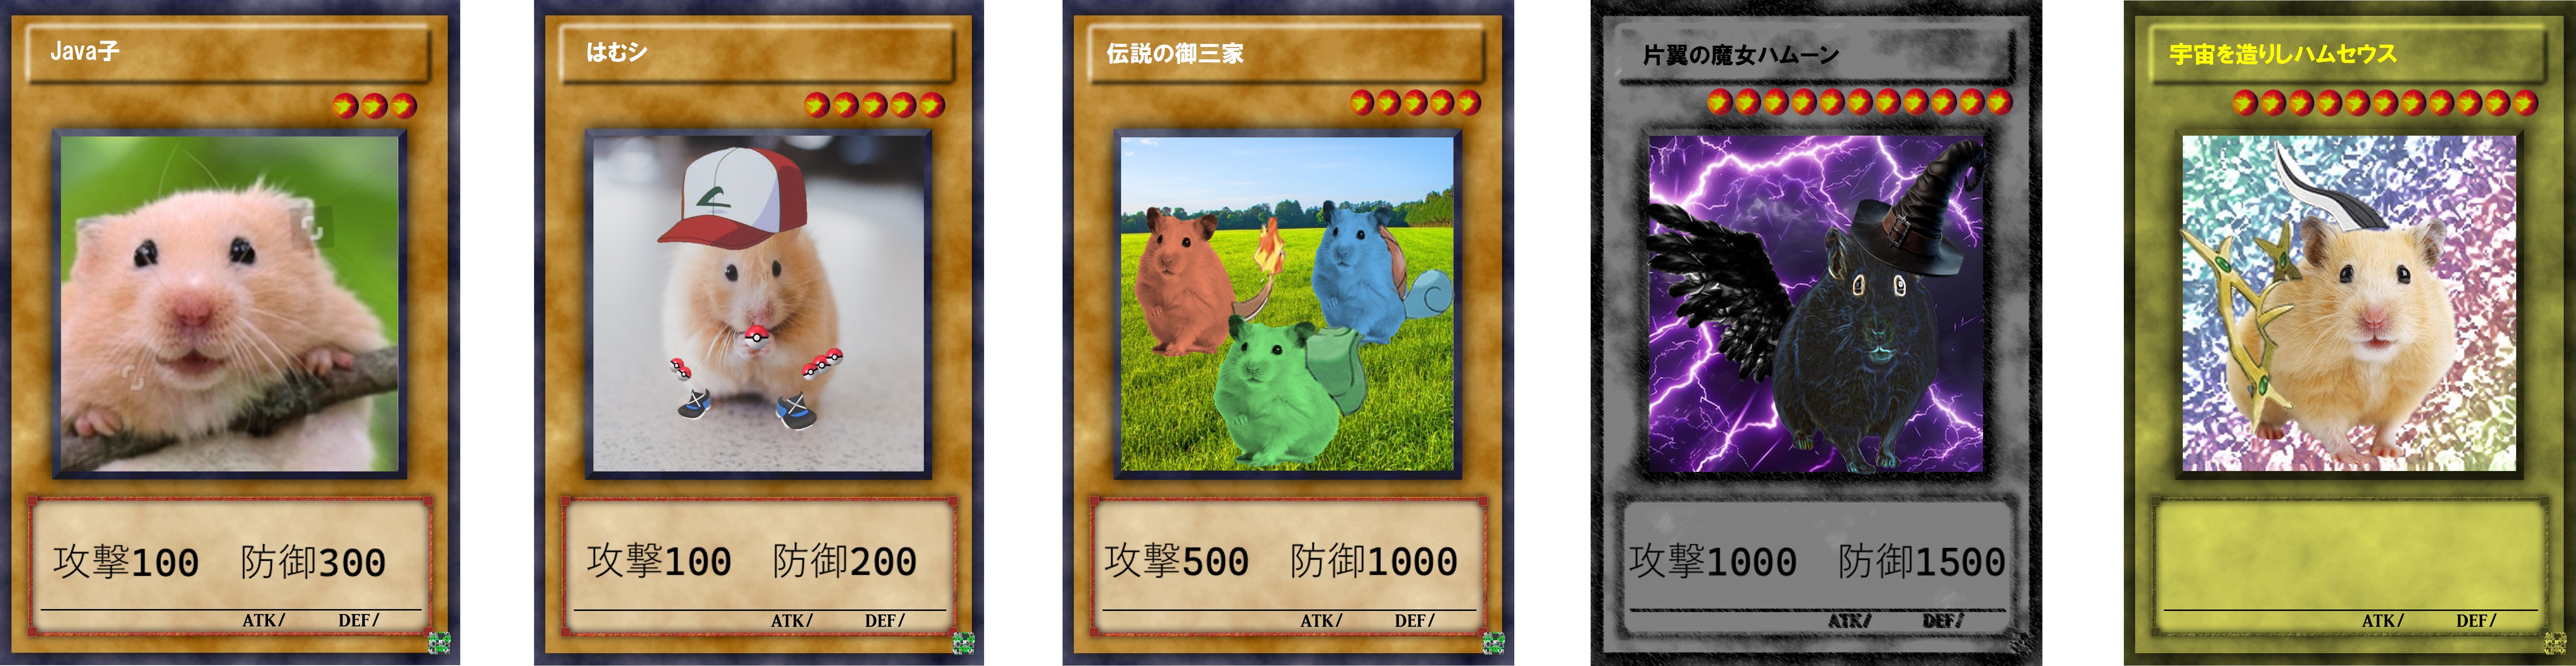 Java子
攻撃100 防御300
ATK/ DEF/
はむシ
攻撃100 防御200
ATK/ DEF/
伝説の御三家
攻撃500 防御1000
ATK/ DEF/
片翼の魔女ハムーン
攻撃1000 防御1500
ATK/ DEF/
宇宙を造りしハムセウス
ATK/ DEF/